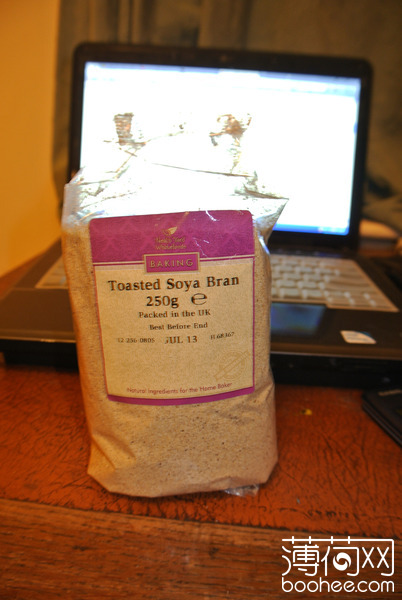 BAKING
Toasted Soya Bran
250g ℮
Packed in the UK
Best Before End
JUL 13
Natural Ingredients for the Home Baker
薄荷网
boohee.com